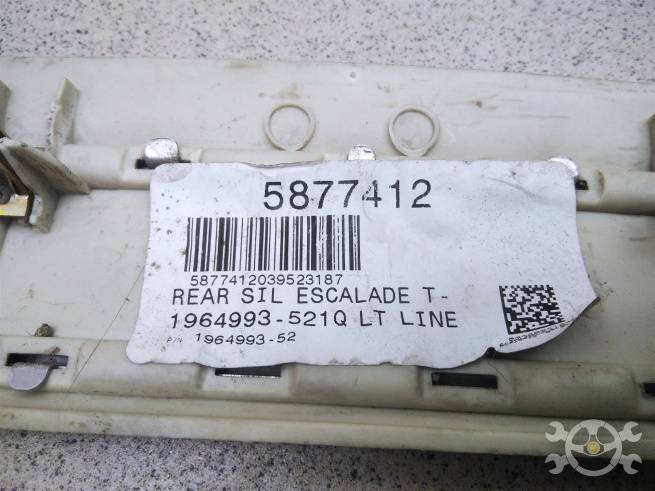 5877412
5877412039523187
REAR SIL ESCALADE T-
1964993-521Q LT LINE
P/N 1964993-52